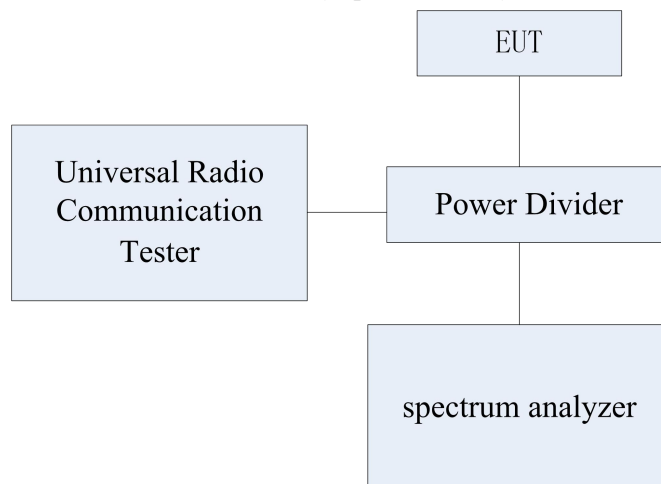 EUT
Universal Radio
Communication
Tester
Power Divider
spectrum analyzer